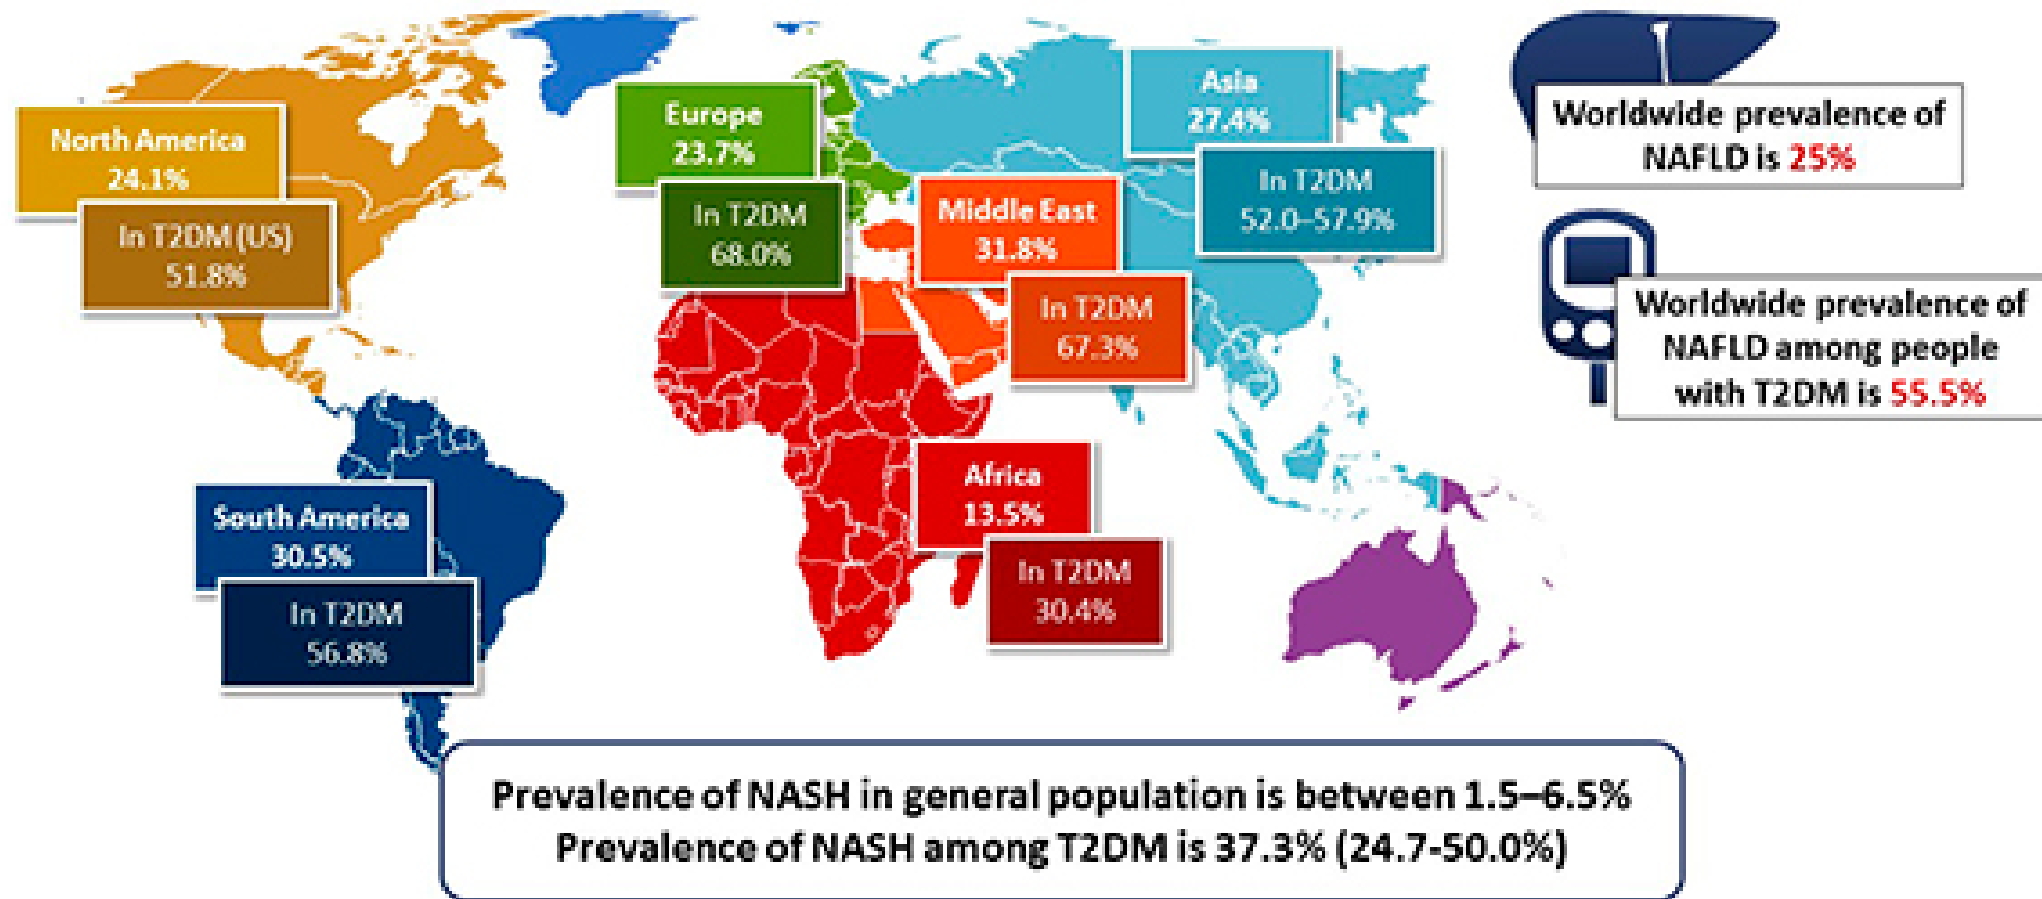 North America
24.1%
In T2DM (US)
51.8%
South America
30.5%
In T2DM
56.8%
Europe
23.7%
In T2DM
68.0%
Middle East
31.8%
In T2DM
67.3%
Africa
13.5%
In T2DM
30.4%
Asia
27.4%
In T2DM
52.0–57.9%
Worldwide prevalence of
NAFLD is 25%
Worldwide prevalence of
NAFLD among people
with T2DM is 55.5%
Prevalence of NASH in general population is between 1.5–6.5%
Prevalence of NASH among T2DM is 37.3% (24.7-50.0%)